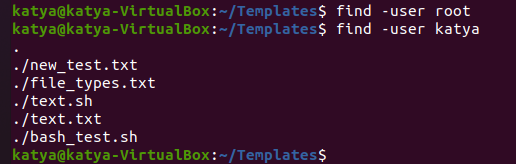 katya@katya-VirtualBox:~/Templates$ find -user root
katya@katya-VirtualBox:~/Templates$ find -user katya
.
./new_test.txt
./file_types.txt
./text.sh
./text.txt
./bash_test.sh
katya@katya-VirtualBox:~/Templates$